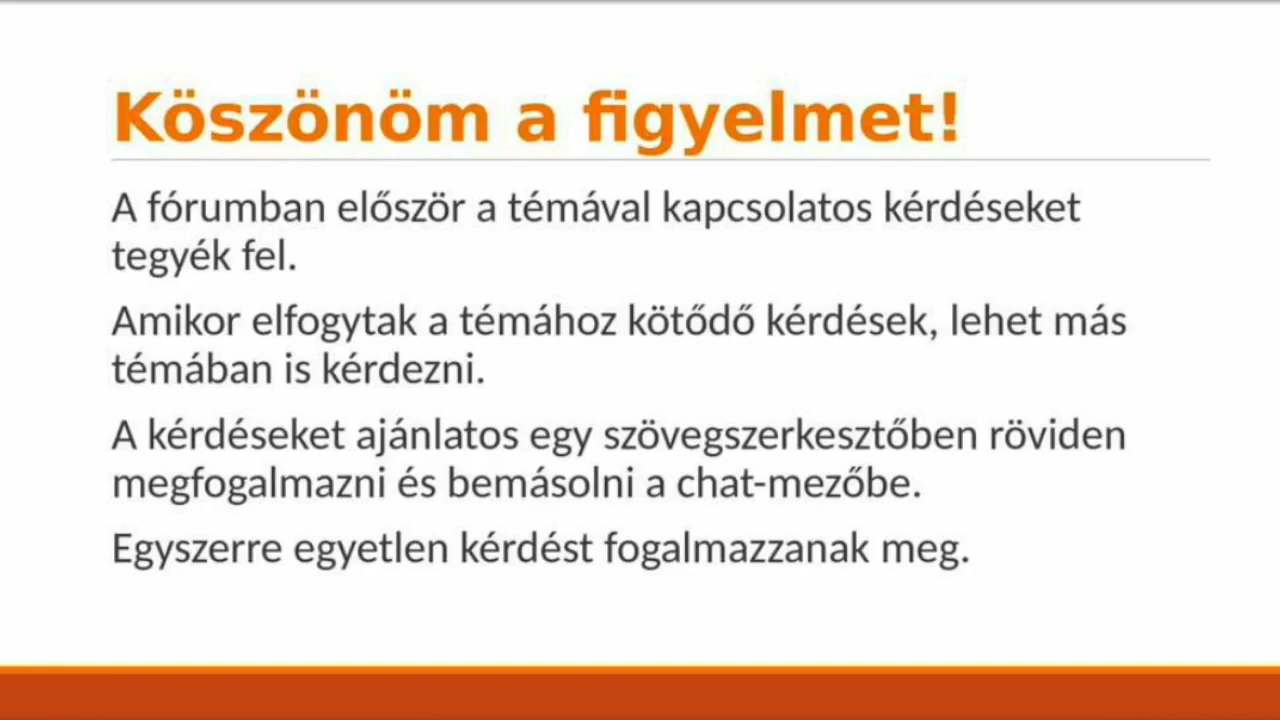 Köszönöm a figyelmet!
A fórumban először a témával kapcsolatos kérdéseket
tegyék fel.
Amikor elfogytak a témához kötődő kérdések, lehet más
témában is kérdezni.
A kérdéseket ajánlatos egy szövegszerkesztőben röviden
megfogalmazni és bemásolni a chat-mezőbe.
Egyszerre egyetlen kérdést fogalmazzanak meg.